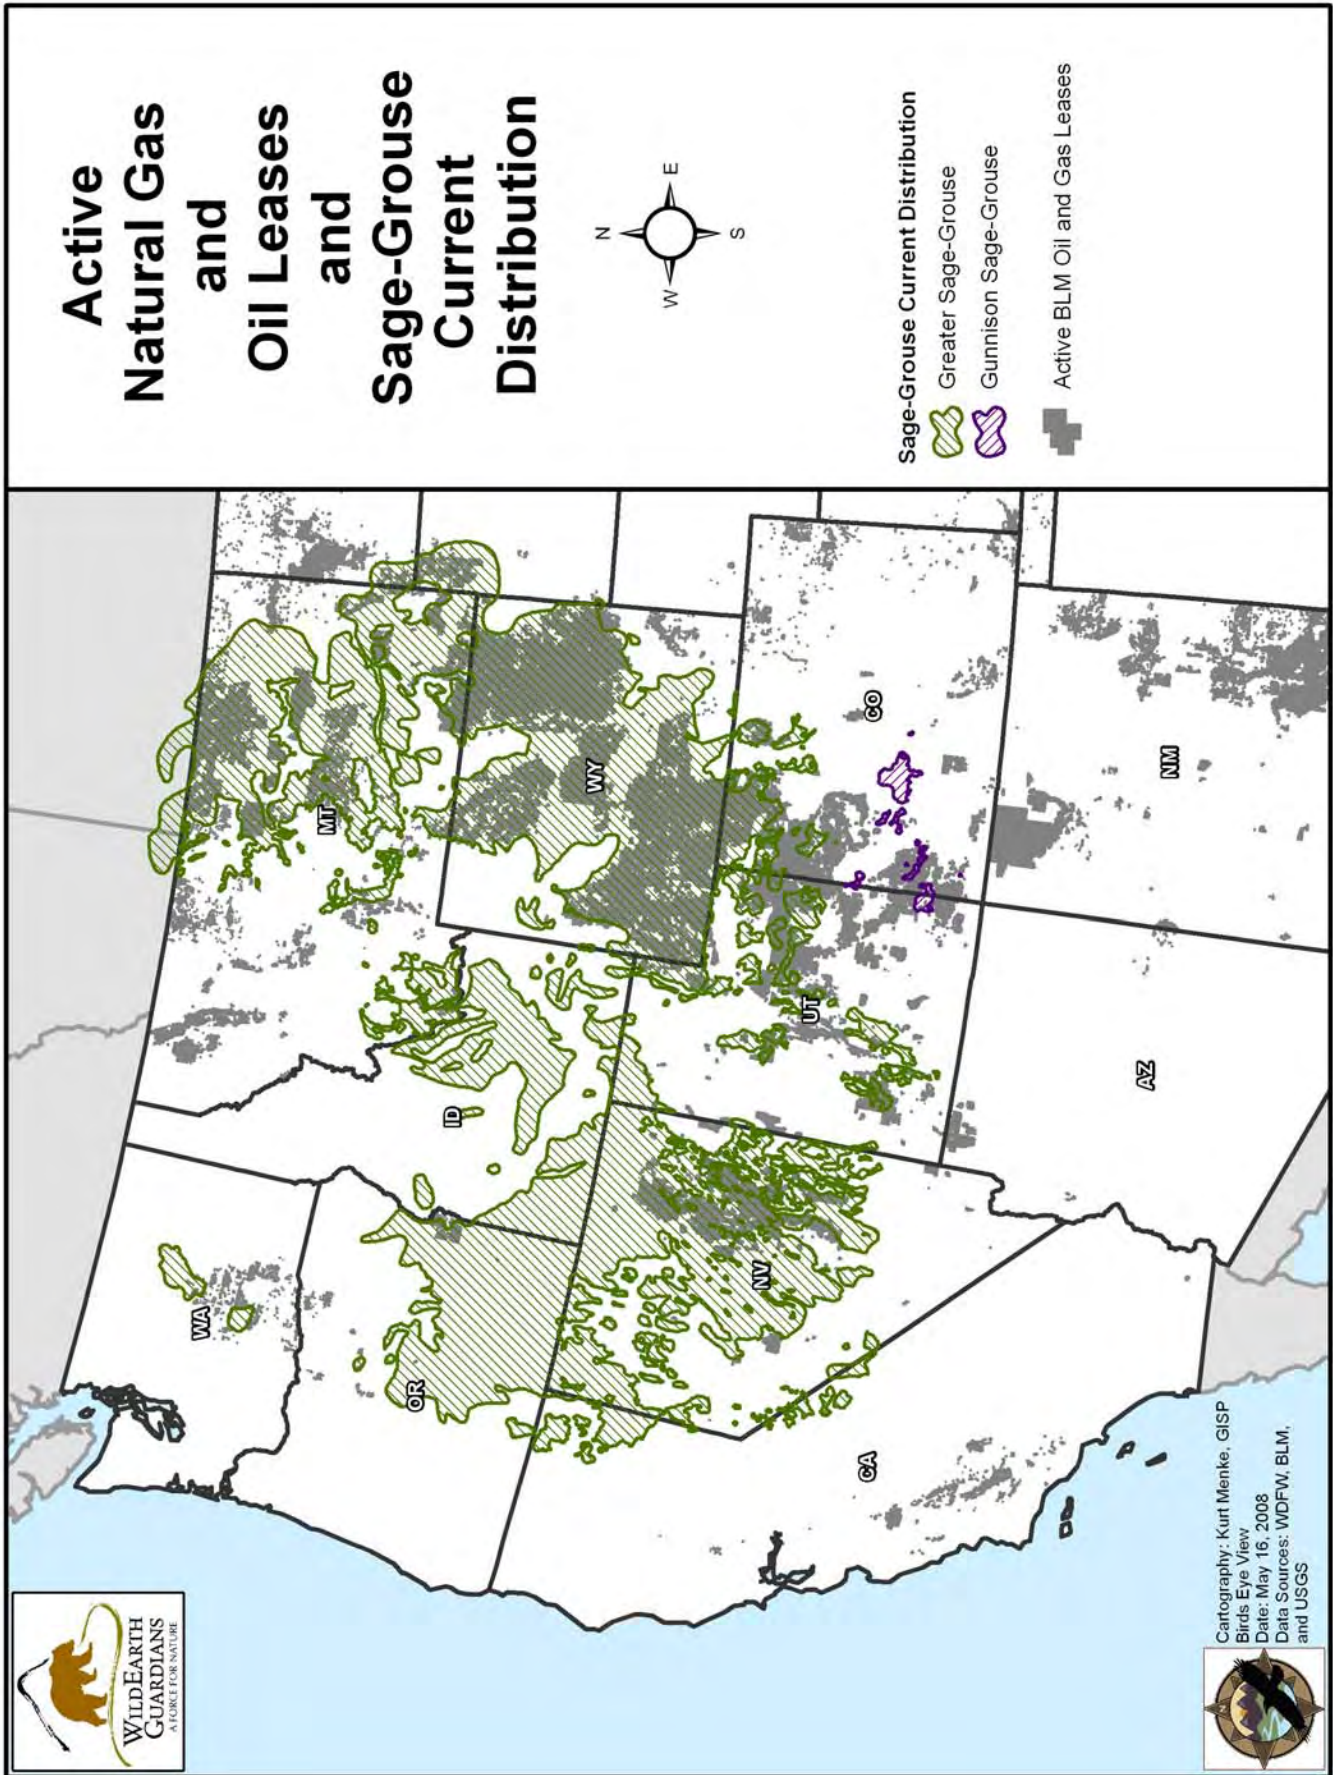 WILDEARTH
GUARDIANS
A FORCE FOR NATURE
Active
Natural Gas
and
Oil Leases
and
Sage-Grouse
Current
Distribution
N
W
E
S
Sage-Grouse Current Distribution
Greater Sage-Grouse
Gunnison Sage-Grouse
Active BLM Oil and Gas Leases
WA
MT
OR
ID
WY
NV
UT
CO
CA
AZ
NM
Cartography: Kurt Menke, GISP
Birds Eye View
Date: May 16, 2008
Data Sources: WDFW, BLM,
and USGS
N